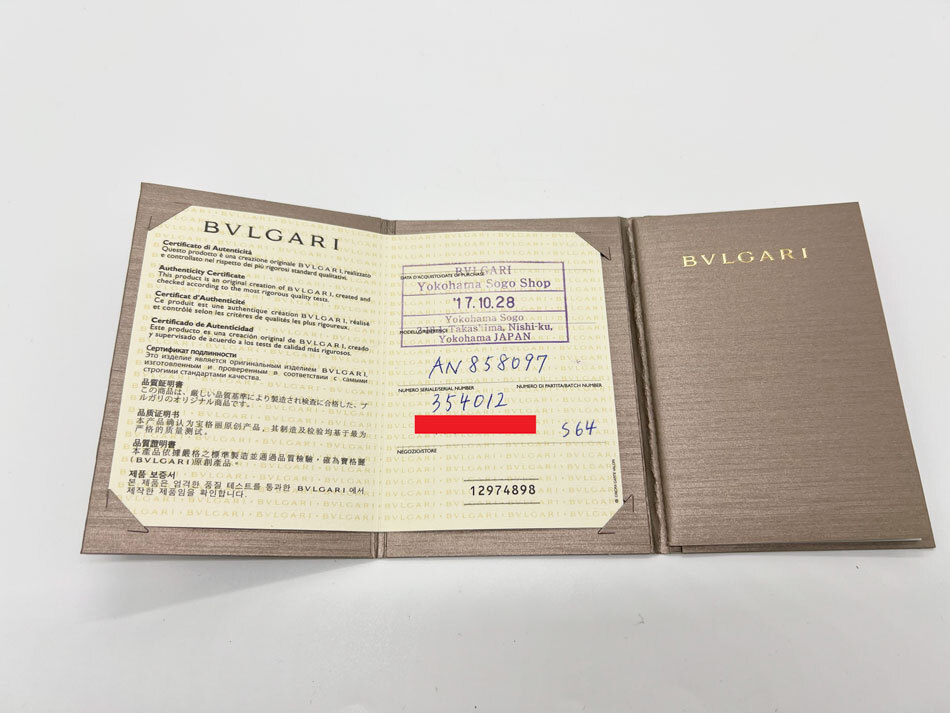 BVLGARI
Certificato di Autenticità
Questo prodotto è una creazione originale BVLGARI, realizzato
e controllato nel rispetto dei più rigorosi standard qualitativi.
Authenticity Certificate
This product is an original creation of BVLGARI, created and
checked according to the most rigorous quality tests.
Certificat d'Authenticité
Ce produit est une authentique création BVLGARI, réalisé
et contrôlé selon les critères de qualités les plus rigoureux.
Certificado de Autenticidad
Este producto es una creación original de BVLGARI, creado
y supervisado de acuerdo a los tests de calidad más rigurosos.
Сертификат подлинности
Это изделие является оригинальным изделием BVLGARI,
изготовленным и проверенным в соответствии с самыми
строгими стандартами качества.
品質証明書
この商品は、厳しい品質基準により製造され検査に合格した、ブ
ルガリのオリジナル商品です。
品质证明书
本产品确认为宝格丽原创产品，其制造及检验均基于最为
严格的质量测试。
品質證明書
本產品依據嚴格之標準製造並通過品質檢驗，確為寶格麗
(BVLGARI)原創產品。
제품 보증서
본 제품은 엄격한 품질 테스트를 통과한 BVLGARI 에서
제작한 제품임을 확인합니다.
DATA D'ACQUISTO/DATE OF PURCHASE
BVLGARI
Yokohama Sogo Shop
'17.10.28
Yokohama Sogo
Takashima, Nishi-ku,
Yokohama JAPAN
AN858097
NUMERO SERIALE/SERIAL NUMBER
NUMERO DI PARTITA/BATCH NUMBER
354012
S64
NEGOZIO/STORE
12974898
BVLGARI